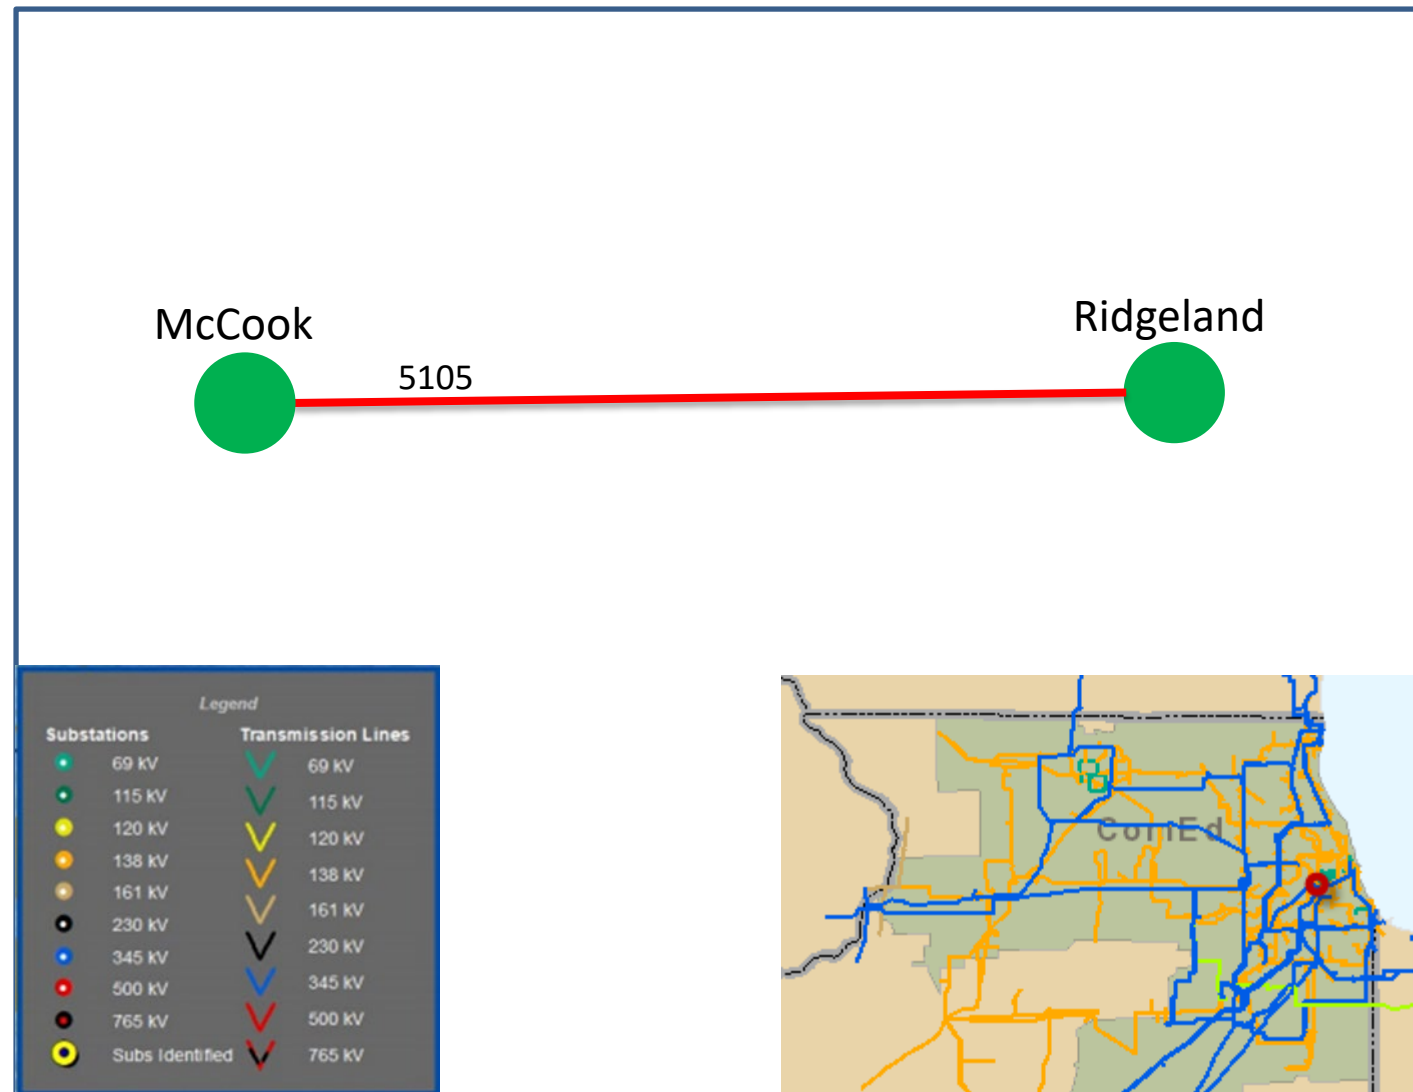 McCook
Ridgeland
5105
Legend
Substations Transmission Lines
69 kV 69 kV
115 kV 115 kV
120 kV 120 kV
138 kV 138 kV
161 kV 161 kV
230 kV 230 kV
345 kV 345 kV
500 kV 500 kV
765 kV 765 kV
Subs Identified
ComEd